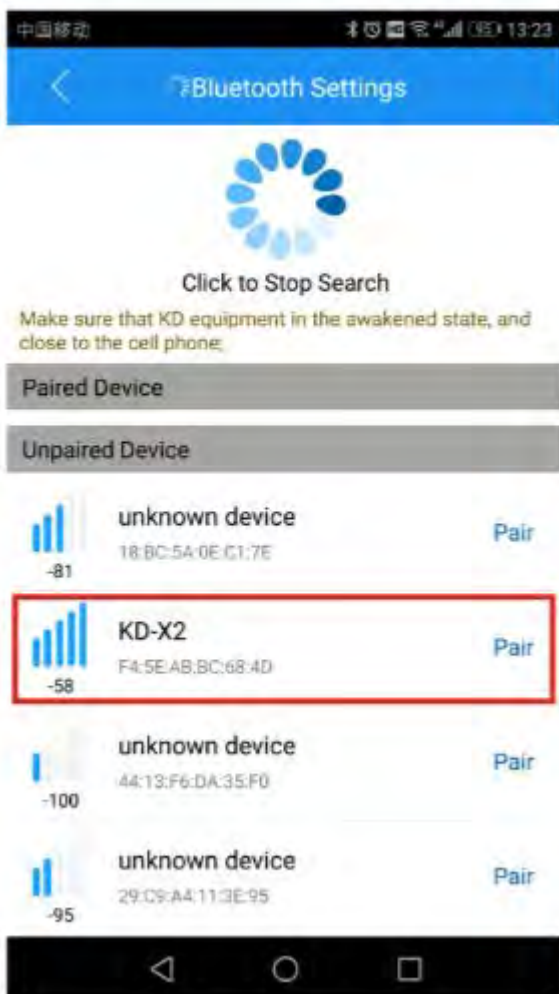 中国移动 HD 4G 95 13:23
Bluetooth Settings
Click to Stop Search
Make sure that KD equipment in the awakened state, and
close to the cell phone;
Paired Device
Unpaired Device
unknown device
Pair
18:BC:5A:0E:C1:7E
-81
KD-X2
Pair
F4:5E:AB:BC:68:4D
-58
unknown device
Pair
44:13:F6:DA:35:F0
-100
unknown device
Pair
29:C9:A4:11:3E:95
-95